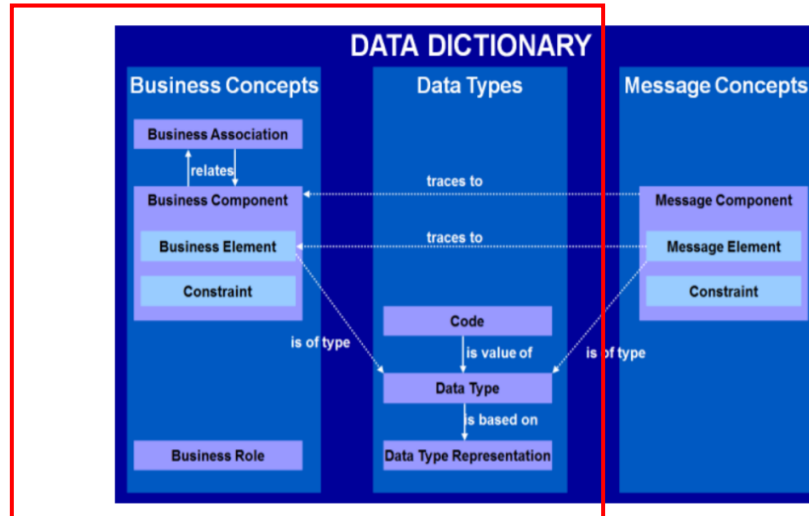 DATA DICTIONARY
Business Concepts
Data Types
Message Concepts
Business Association
relates
Business Component
traces to
Message Component
Business Element
traces to
Message Element
Constraint
Constraint
Code
is of type
is value of
is of type
Data Type
is based on
Business Role
Data Type Representation